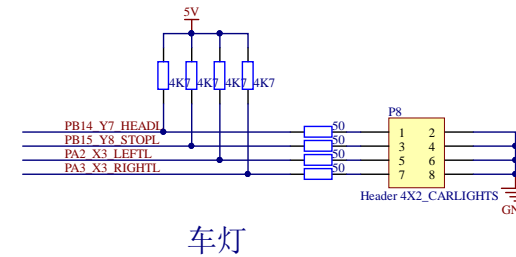 5V
4K7 4K7 4K7 4K7
P8
PB14_Y7_HEADL 50 1 2
PB15_Y8_STOPL 50 3 4
PA2_X3_LEFTL 50 5 6
PA3_X3_RIGHTL 50 7 8
Header 4X2_CARLIGHTS
GN
车灯